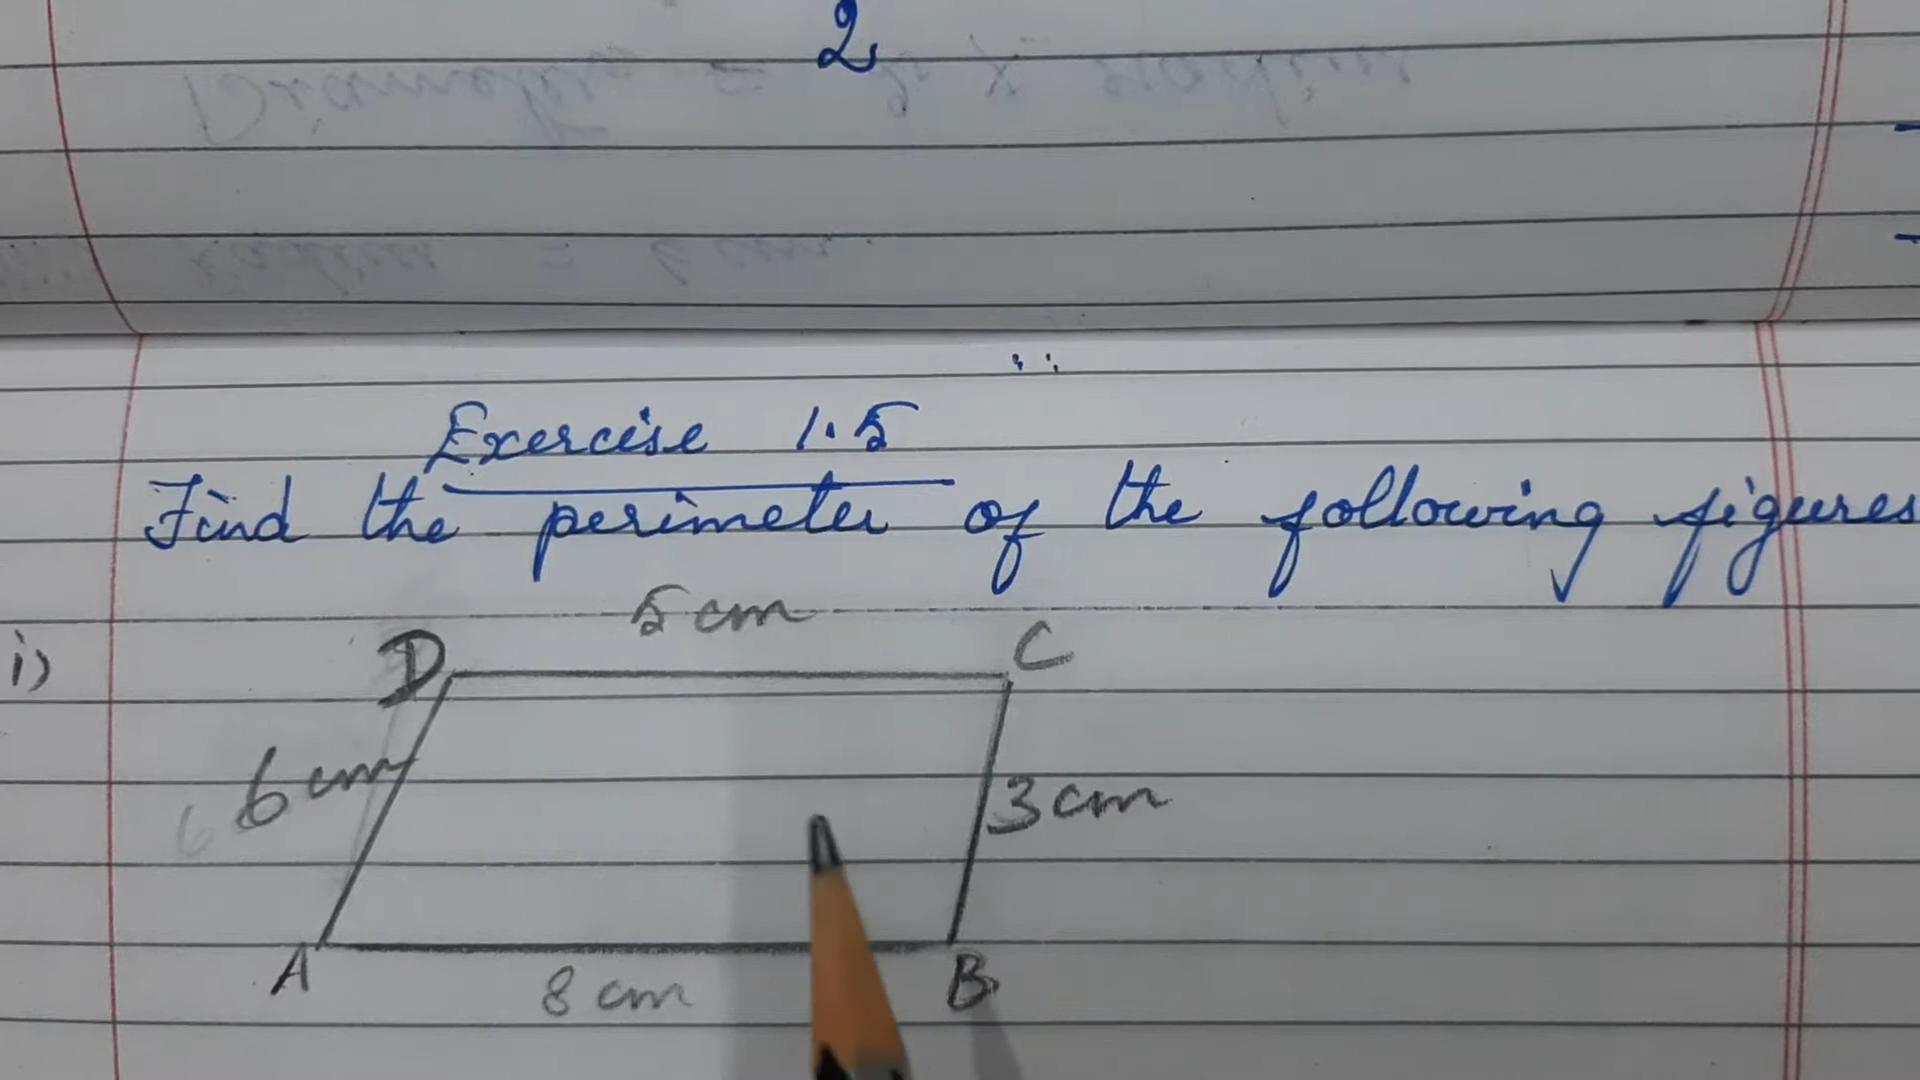 2
Exercise 1.5
Find the perimeter of the following figures
5 cm
i)
D
C
6 cm
3 cm
A
8 cm
B